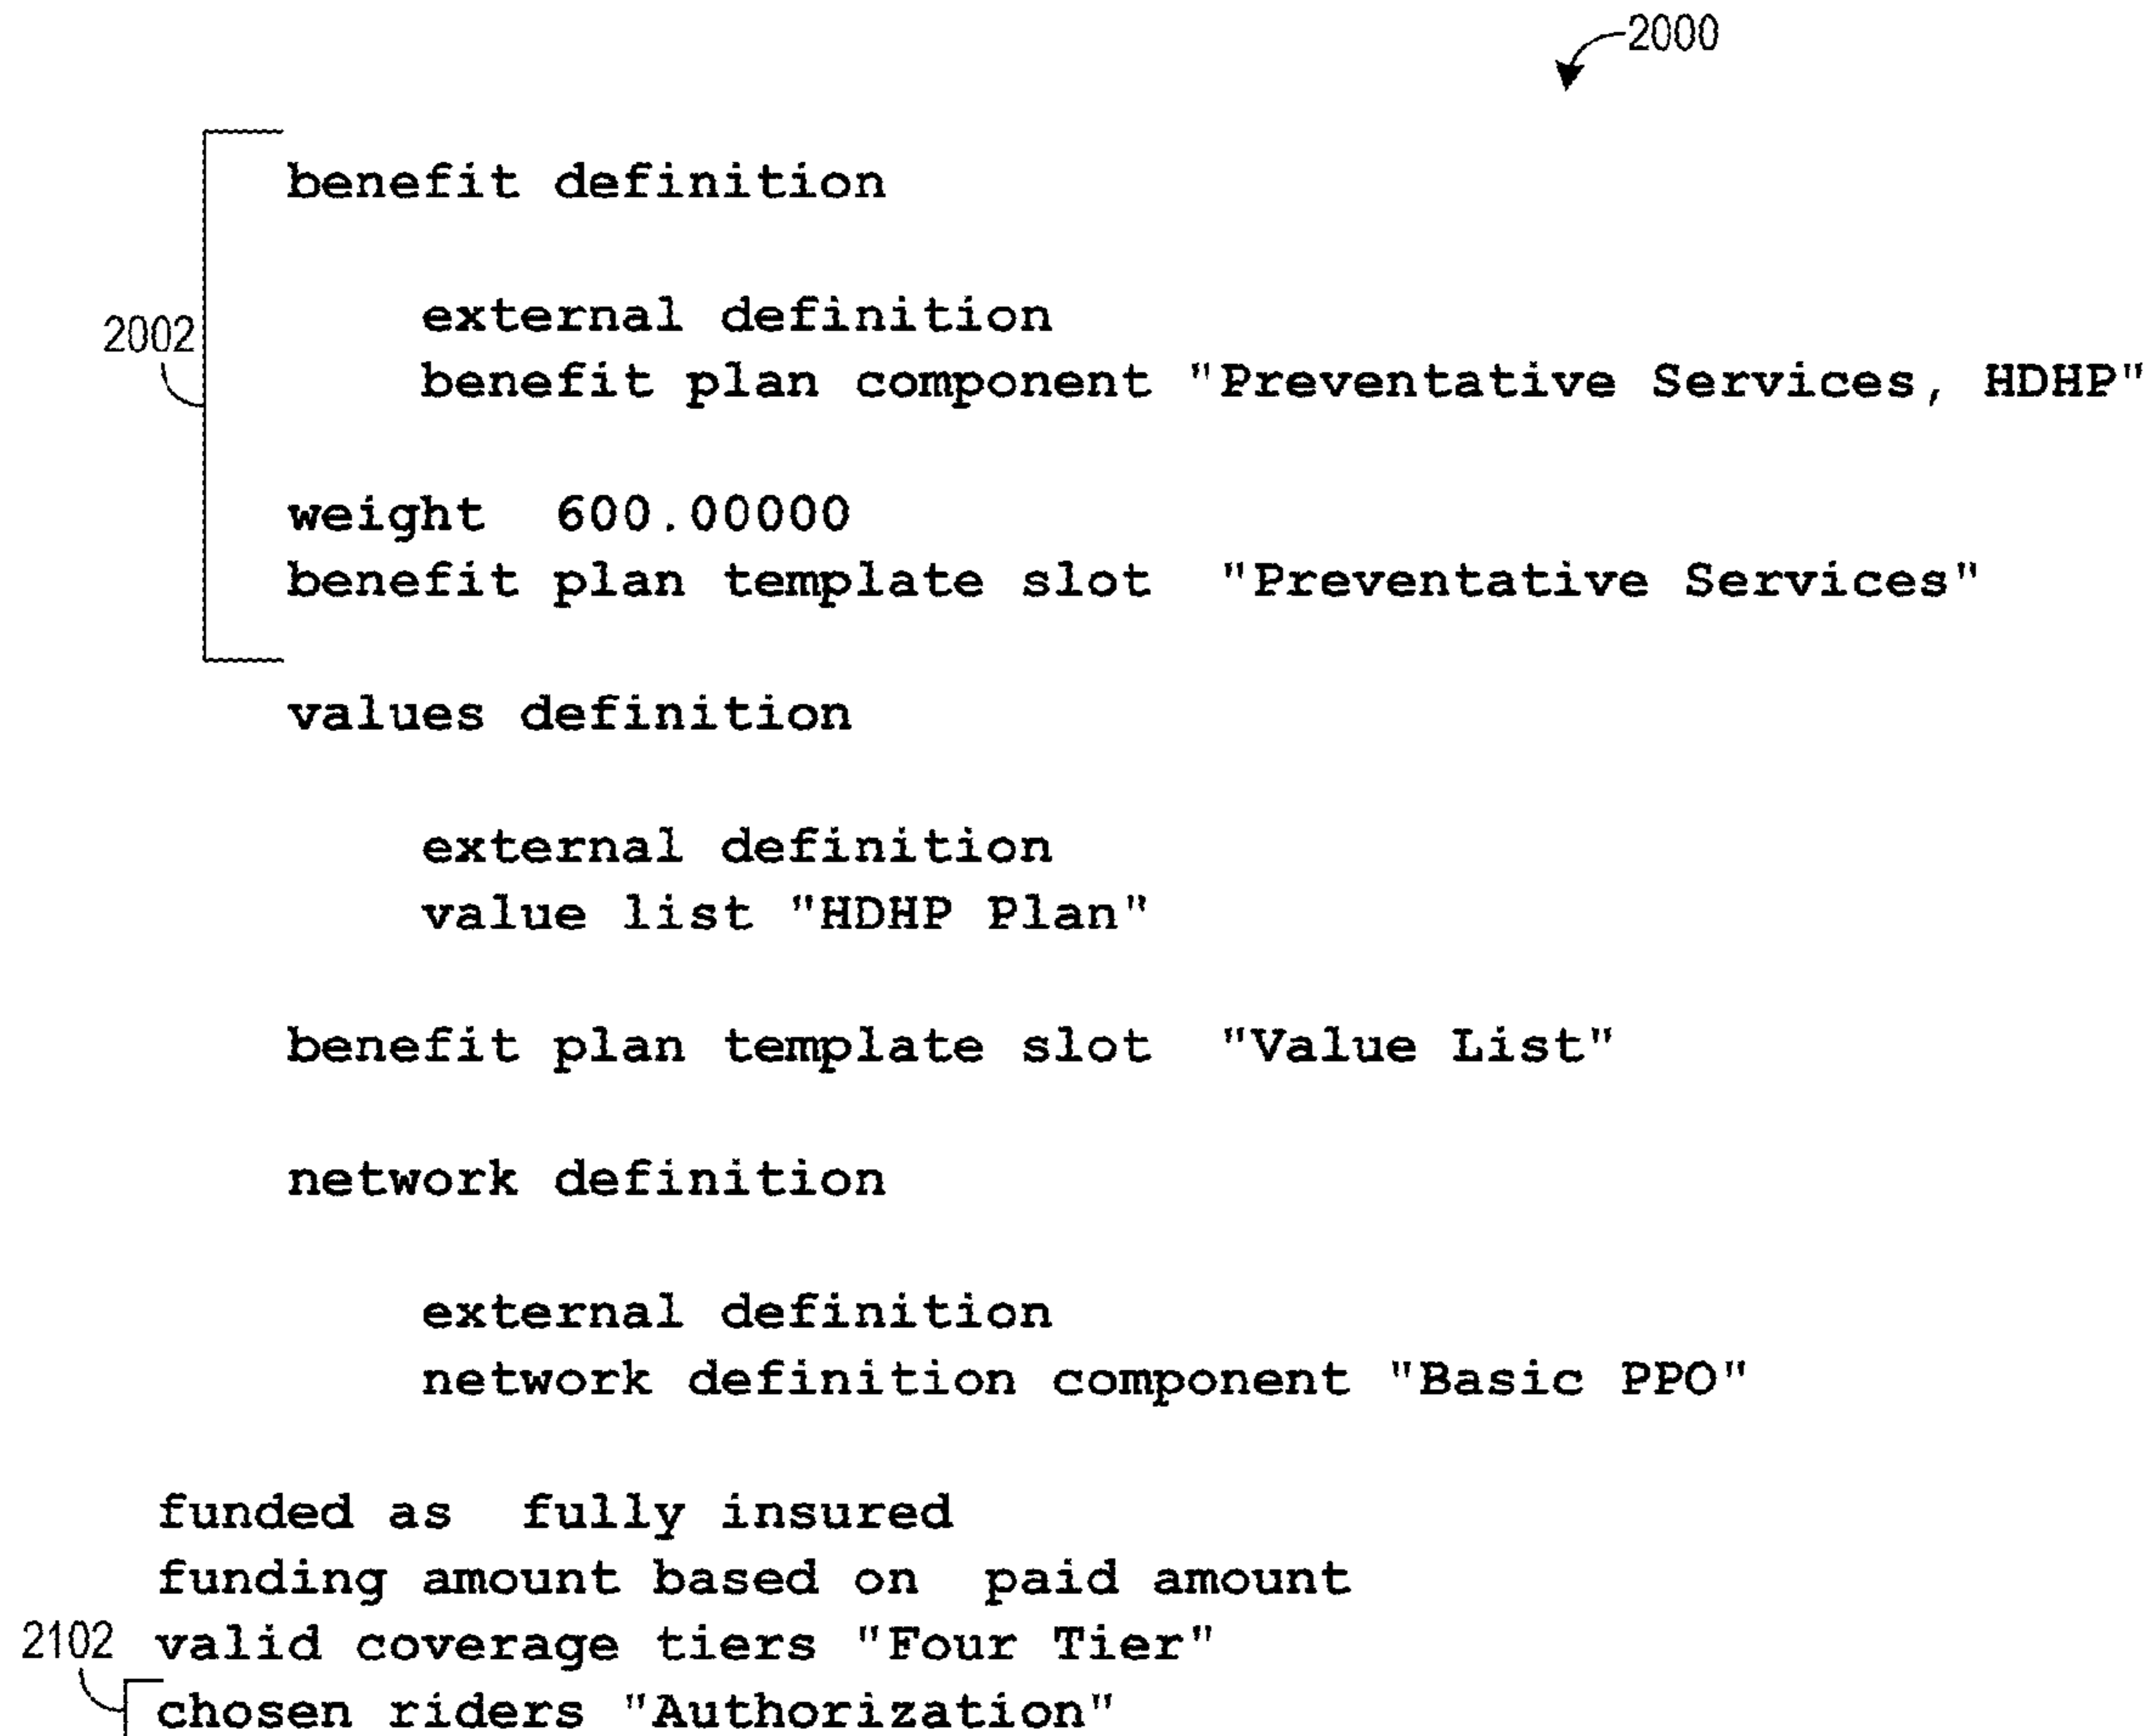 2000
benefit definition
external definition
2002
benefit plan component "Preventative Services, HDHP"
weight  600.00000
benefit plan template slot  "Preventative Services"
values definition
external definition
value list "HDHP Plan"
benefit plan template slot  "Value List"
network definition
external definition
network definition component "Basic PPO"
funded as  fully insured
funding amount based on  paid amount
2102
valid coverage tiers "Four Tier"
chosen riders "Authorization"